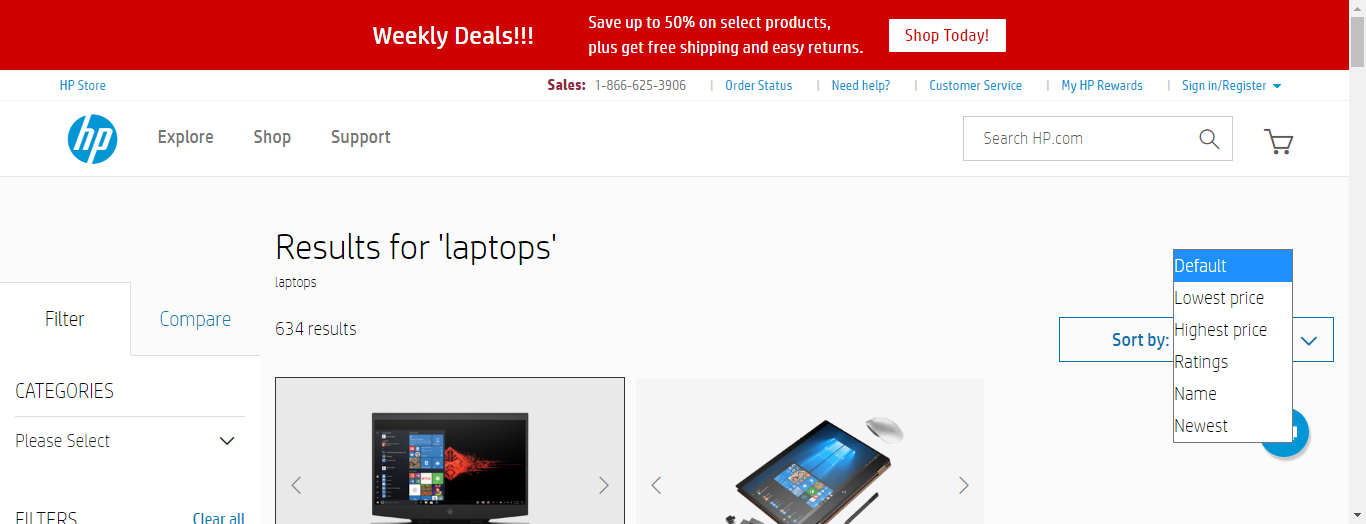 Weekly Deals!!!
Save up to 50% on select products,
plus get free shipping and easy returns.
Shop Today!
HP Store
Sales: 1-866-625-3906
Order Status
Need help?
Customer Service
My HP Rewards
Sign in/Register
hp
Explore
Shop
Support
Search HP.com
Results for 'laptops'
laptops
634 results
Filter
Compare
Sort by:
Default
Lowest price
Highest price
Ratings
Name
Newest
CATEGORIES
Please Select
FILTERS
Clear all